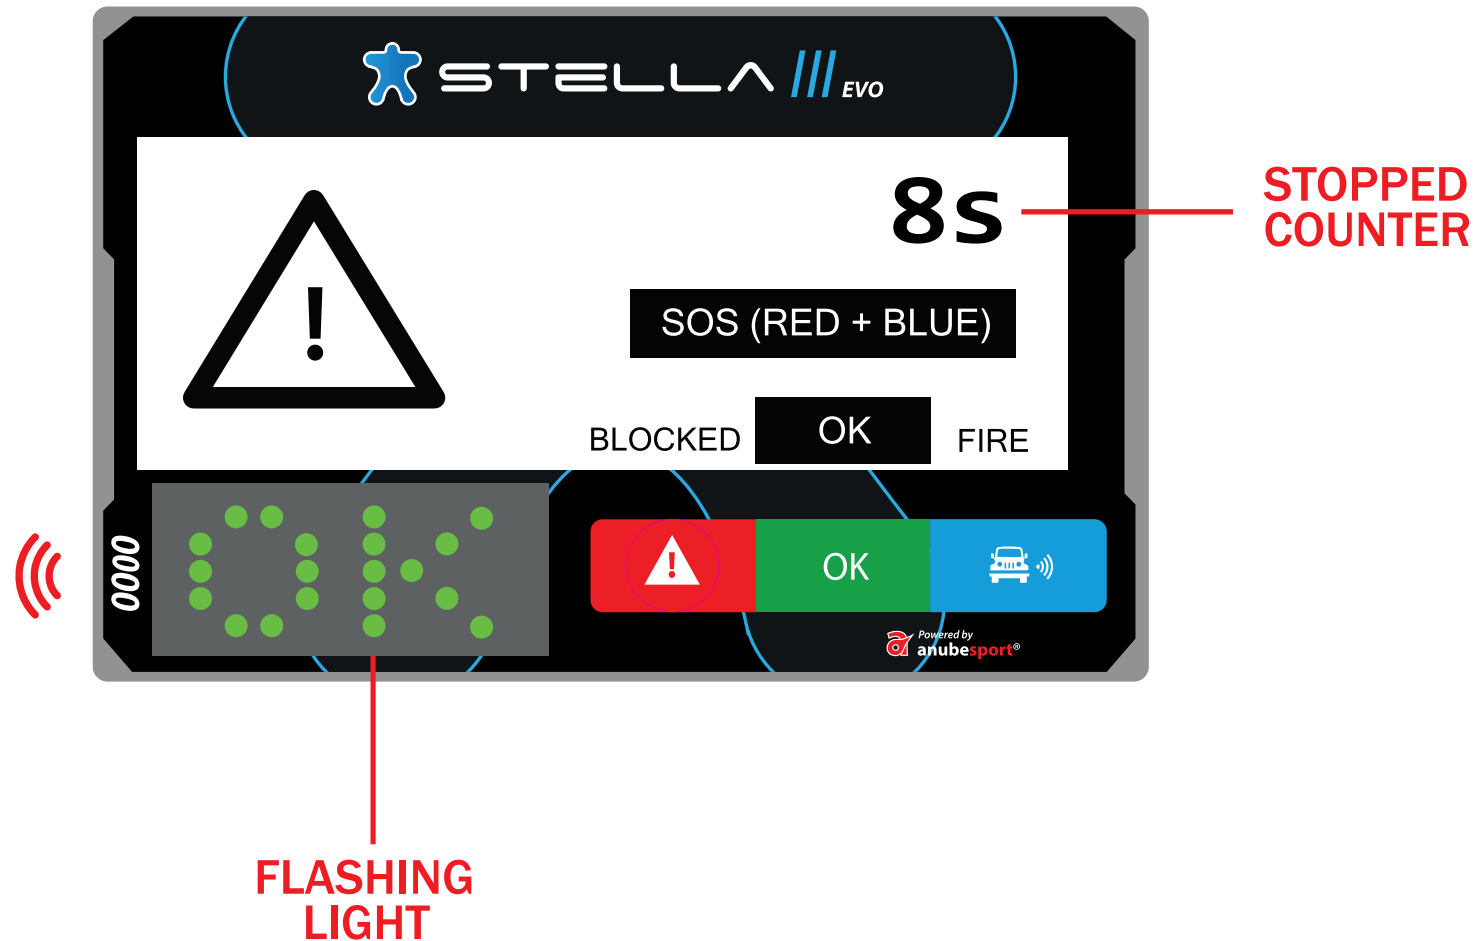 STELLA III EVO
8s
STOPPED
COUNTER
!
SOS (RED + BLUE)
BLOCKED OK FIRE
0000
OK
! OK
Powered by
anubesport®
FLASHING
LIGHT